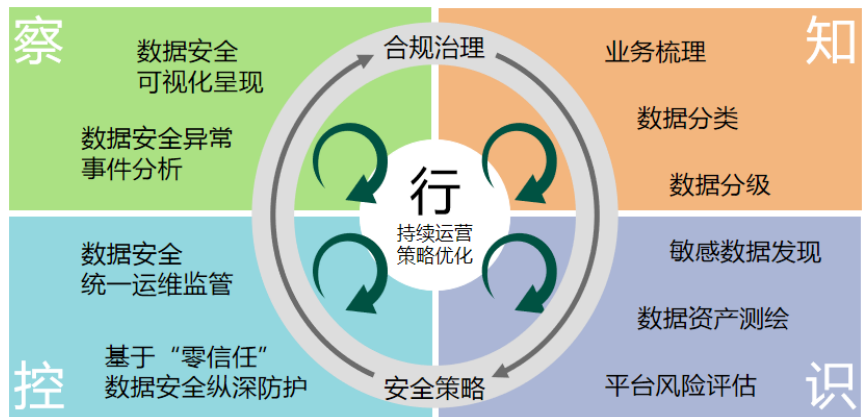 察
数据安全
可视化呈现
数据安全异常
事件分析
合规治理
知
业务梳理
数据分类
数据分级
行
持续运营
策略优化
数据安全
统一运维监管
基于“零信任”
数据安全纵深防护
控
安全策略
敏感数据发现
数据资产测绘
平台风险评估
识